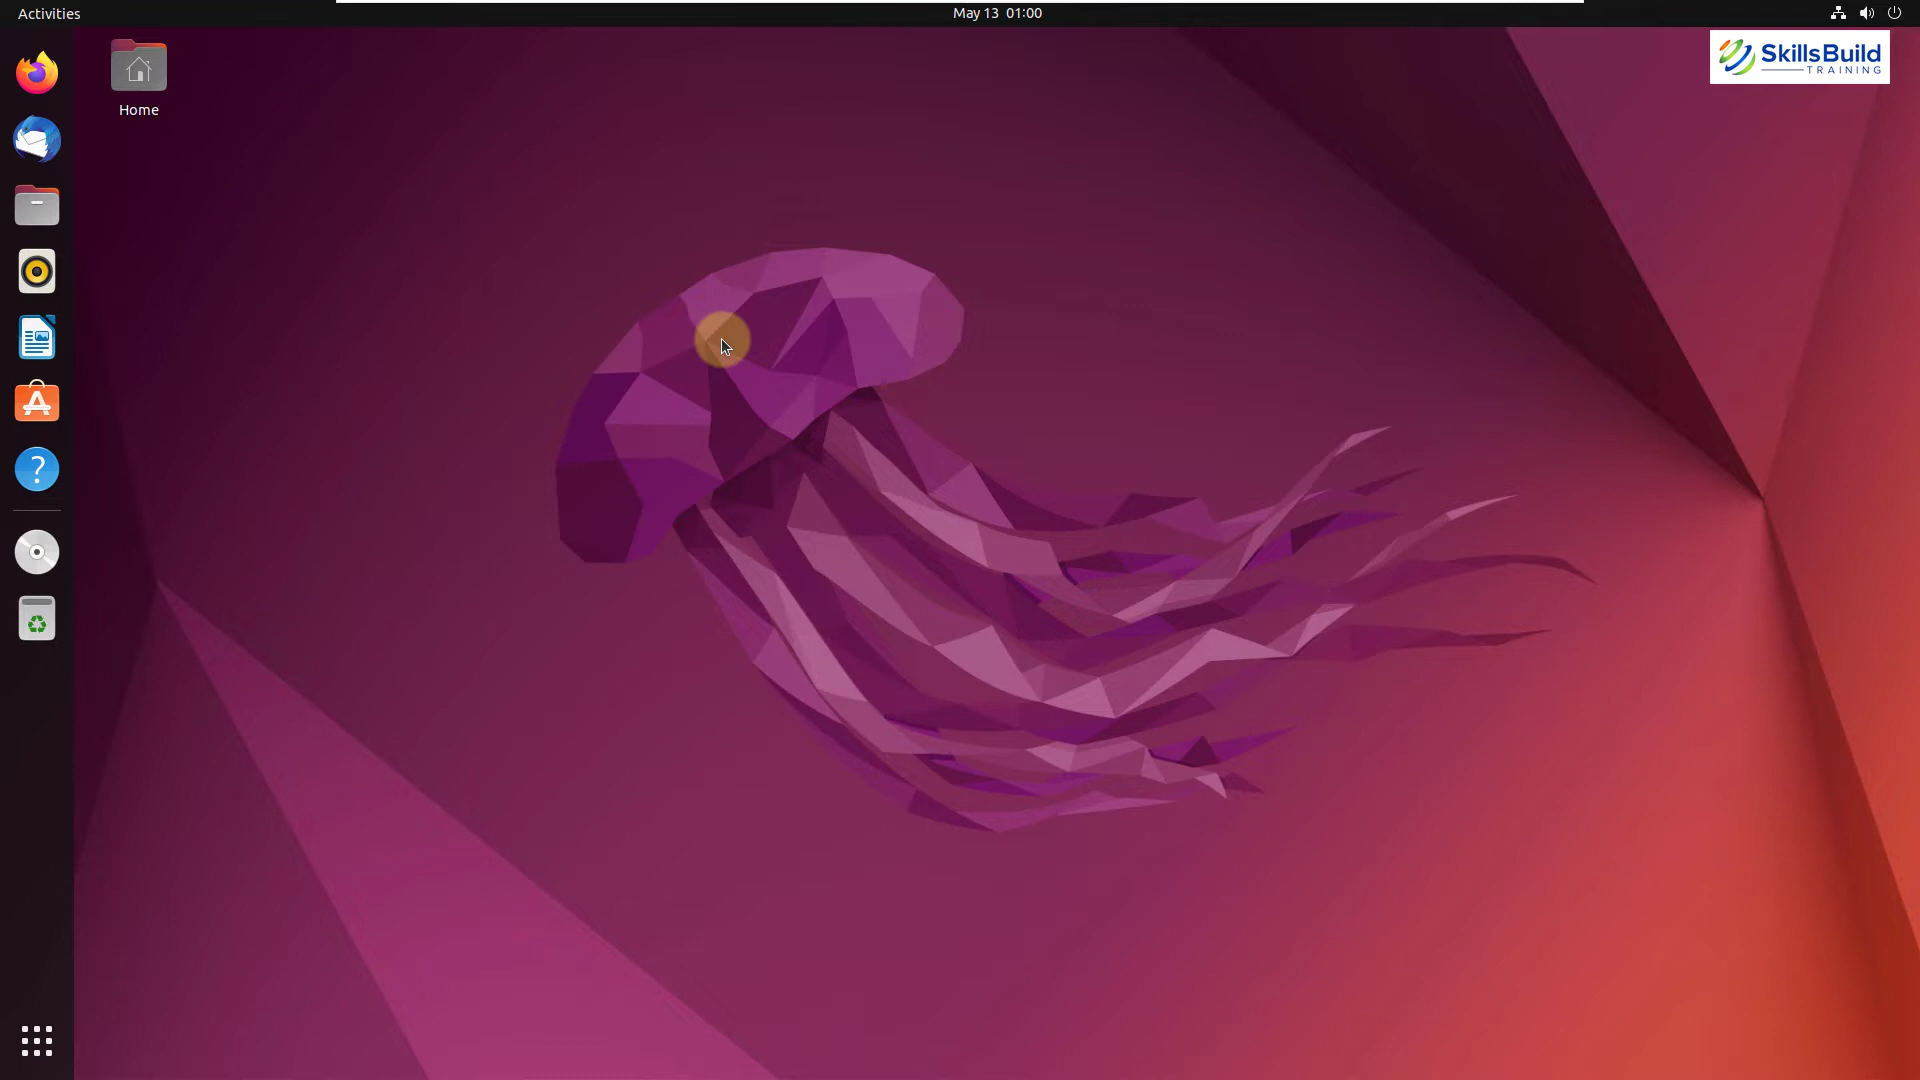 Activities
May 13 01:00
SkillsBuild
TRAINING
Home
?